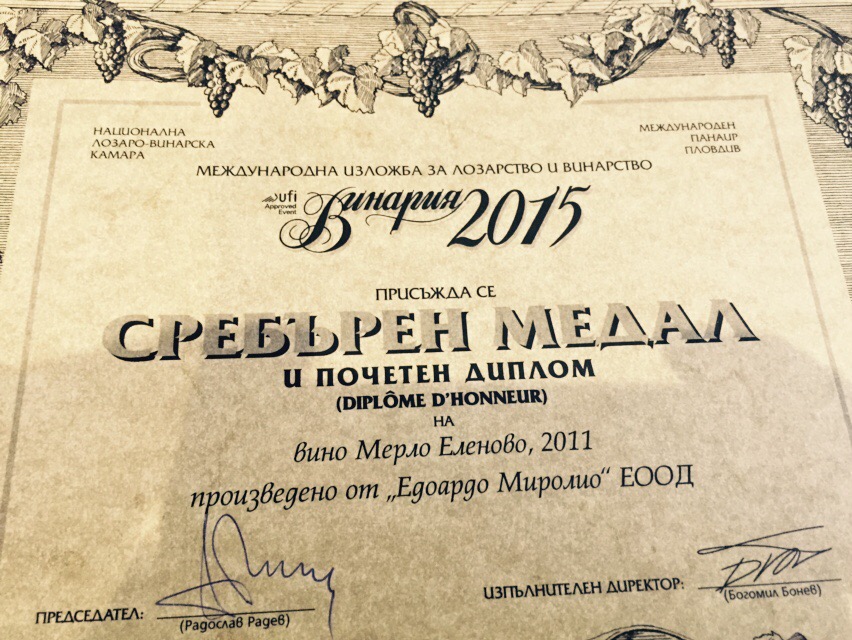 НАЦИОНАЛНА
ЛОЗАРО-ВИНАРСКА
КАМАРА
МЕЖДУНАРОДЕН
ПАНАИР
ПЛОВДИВ
МЕЖДУНАРОДНА ИЗЛОЖБА ЗА ЛОЗАРСТВО И ВИНАРСТВО
ufi
Approved
Event
Винария 2015
ПРИСЪЖДА СЕ
СРЕБЪРЕН МЕДАЛ
И ПОЧЕТЕН ДИПЛОМ
(DIPLÔME D'HONNEUR)
НА
вино Мерло Еленово, 2011
произведено от „Едоардо Миролио“ ЕООД
ПРЕДСЕДАТЕЛ:
(Радослав Радев)
ИЗПЪЛНИТЕЛЕН ДИРЕКТОР:
(Богомил Бонев)